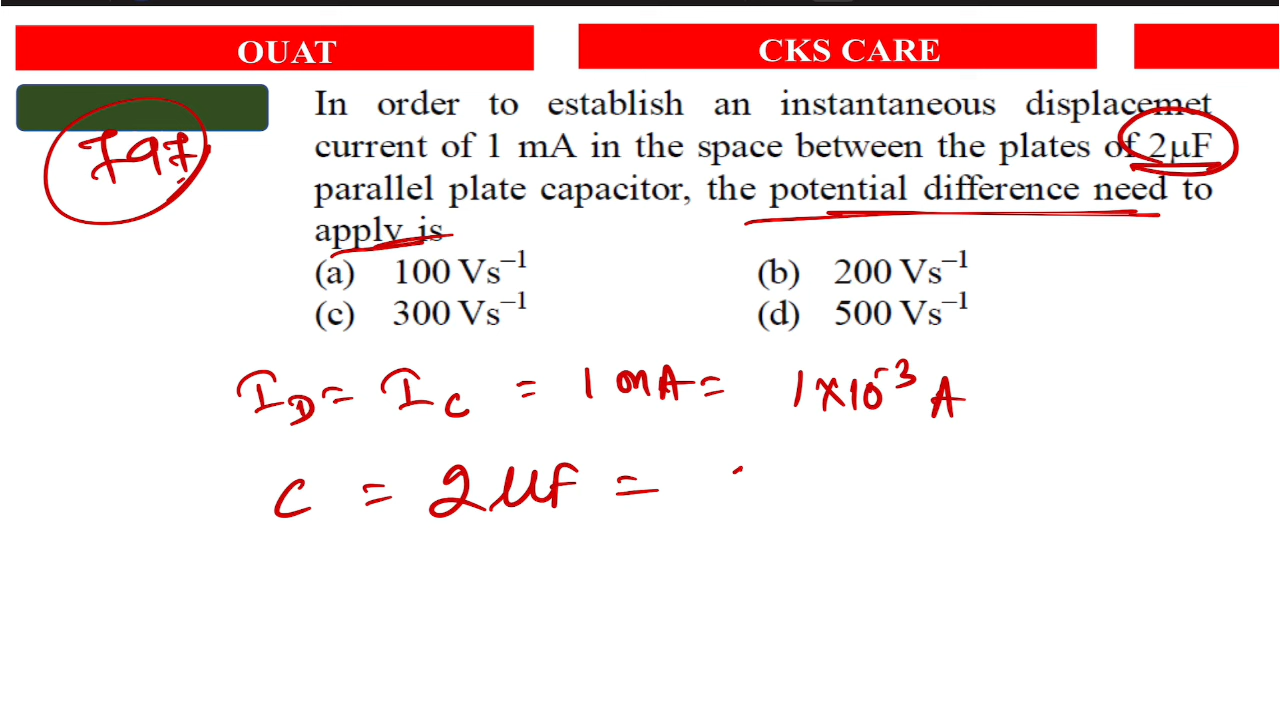 OUAT
CKS CARE
797
In order to establish an instantaneous displacemet
current of 1 mA in the space between the plates of 2μF
parallel plate capacitor, the potential difference need to
apply is
(a) 100 Vs⁻¹ (b) 200 Vs⁻¹
(c) 300 Vs⁻¹ (d) 500 Vs⁻¹
I_D = I_C = 1 mA = 1×10⁻³ A
C = 2μF =